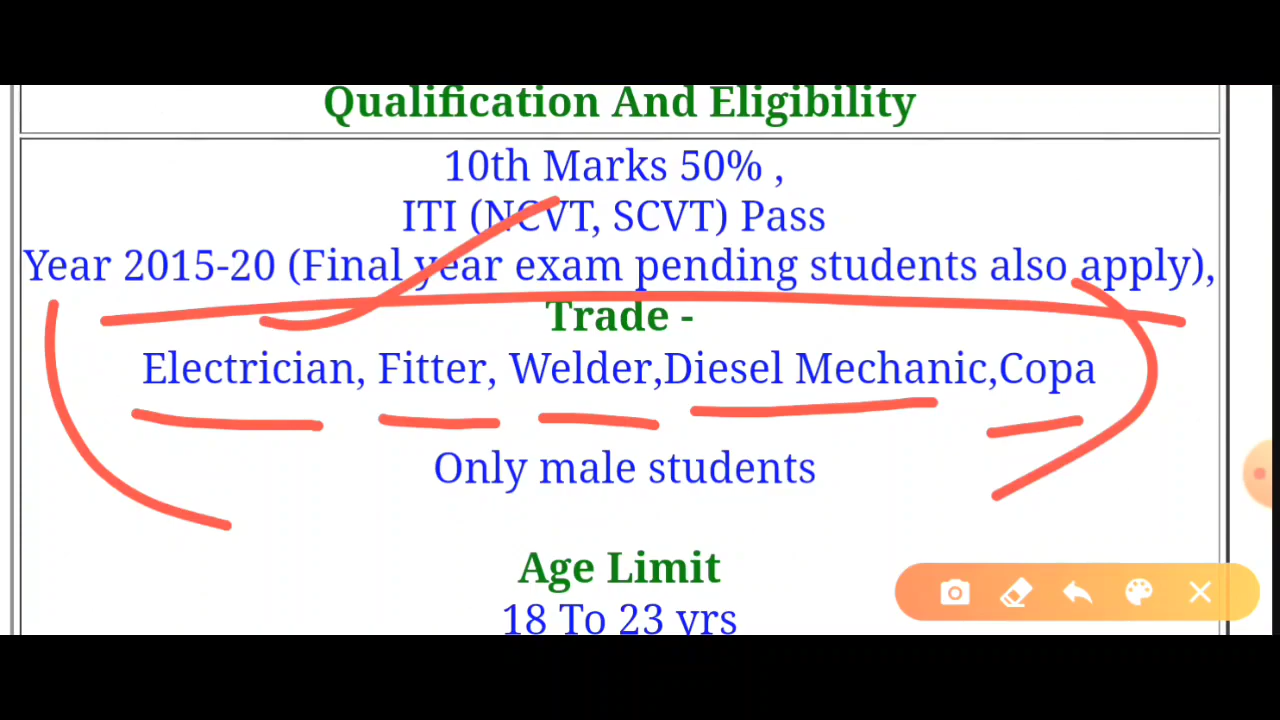 Qualification And Eligibility
10th Marks 50% ,
ITI (NCVT, SCVT) Pass
Year 2015-20 (Final year exam pending students also apply),
Trade -
Electrician, Fitter, Welder,Diesel Mechanic,Copa
Only male students
Age Limit
18 To 23 yrs